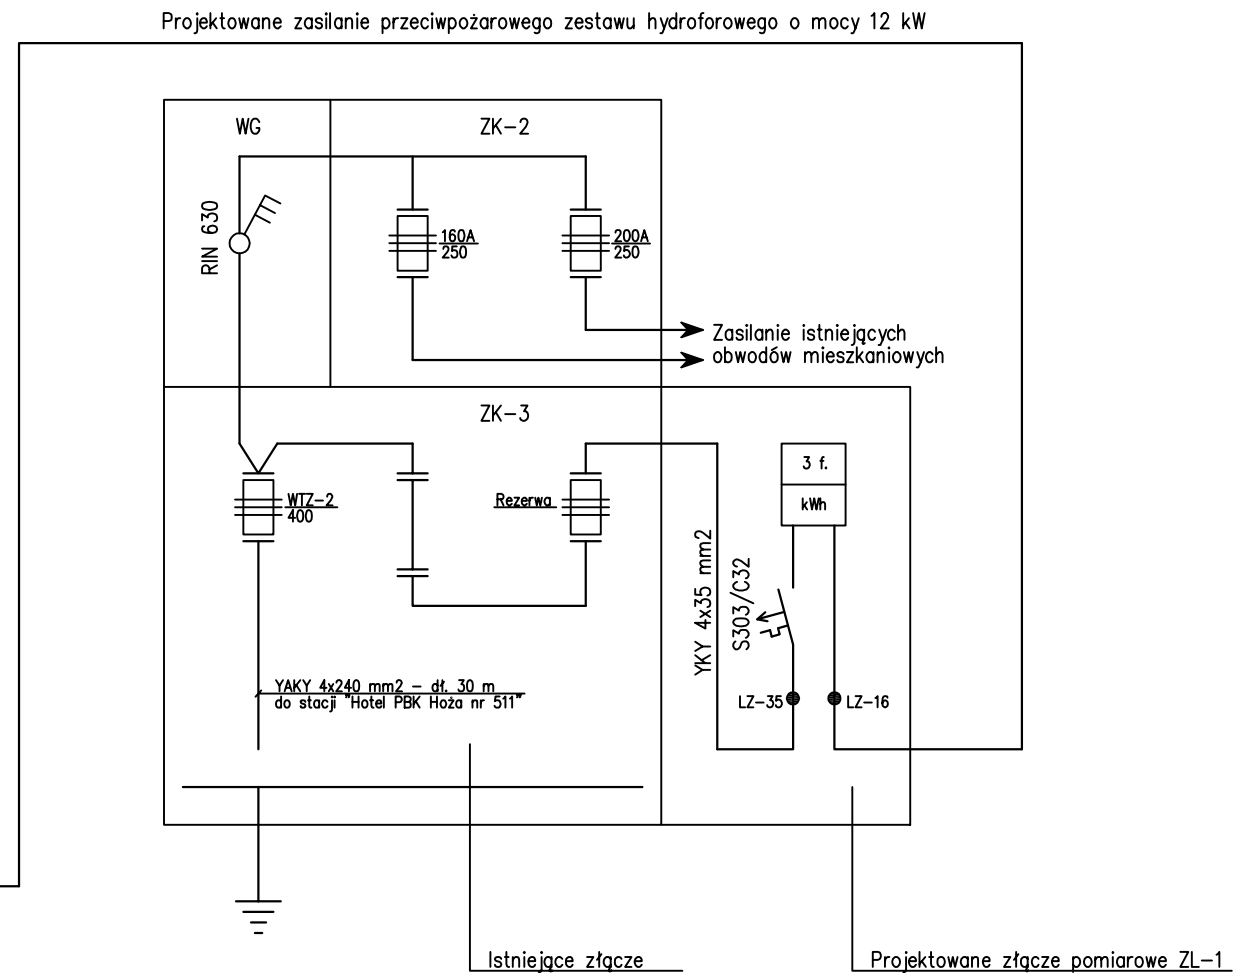 Projektowane zasilanie przeciwpożarowego zestawu hydroforowego o mocy 12 kW
WG
ZK-2
RIN 630
160A
250
200A
250
Zasilanie istniejących
obwodów mieszkaniowych
ZK-3
WTZ-2
400
Rezerwa
YKY 4x35 mm2
S303/C32
3 f.
kWh
LZ-35
LZ-16
YAKY 4x240 mm2 - dł. 30 m
do stacji "Hotel PBK Hoża nr 511"
Istniejące złącze
Projektowane złącze pomiarowe ZL-1